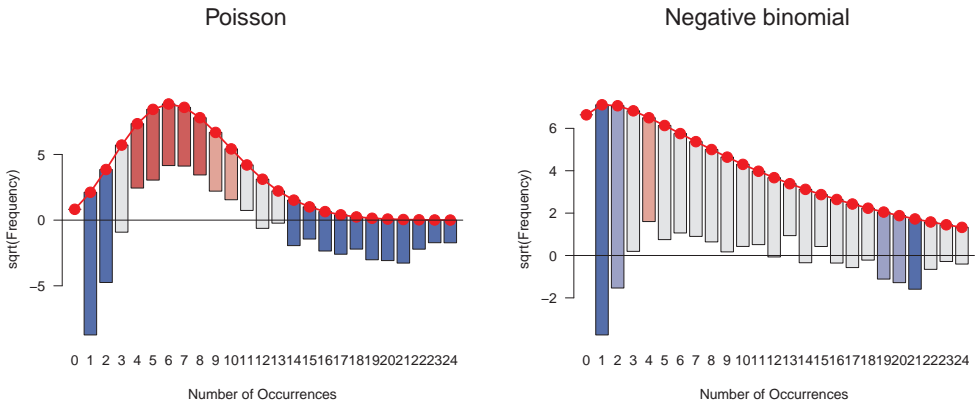 Poisson
Negative binomial
sqrt(Frequency)
5
0
−5
0 1 2 3 4 5 6 7 8 9 10 11 12 13 14 15 16 17 18 19 20 21 22 23 24
Number of Occurrences
sqrt(Frequency)
6
4
2
0
−2
0 1 2 3 4 5 6 7 8 9 10 11 12 13 14 15 16 17 18 19 20 21 22 23 24
Number of Occurrences